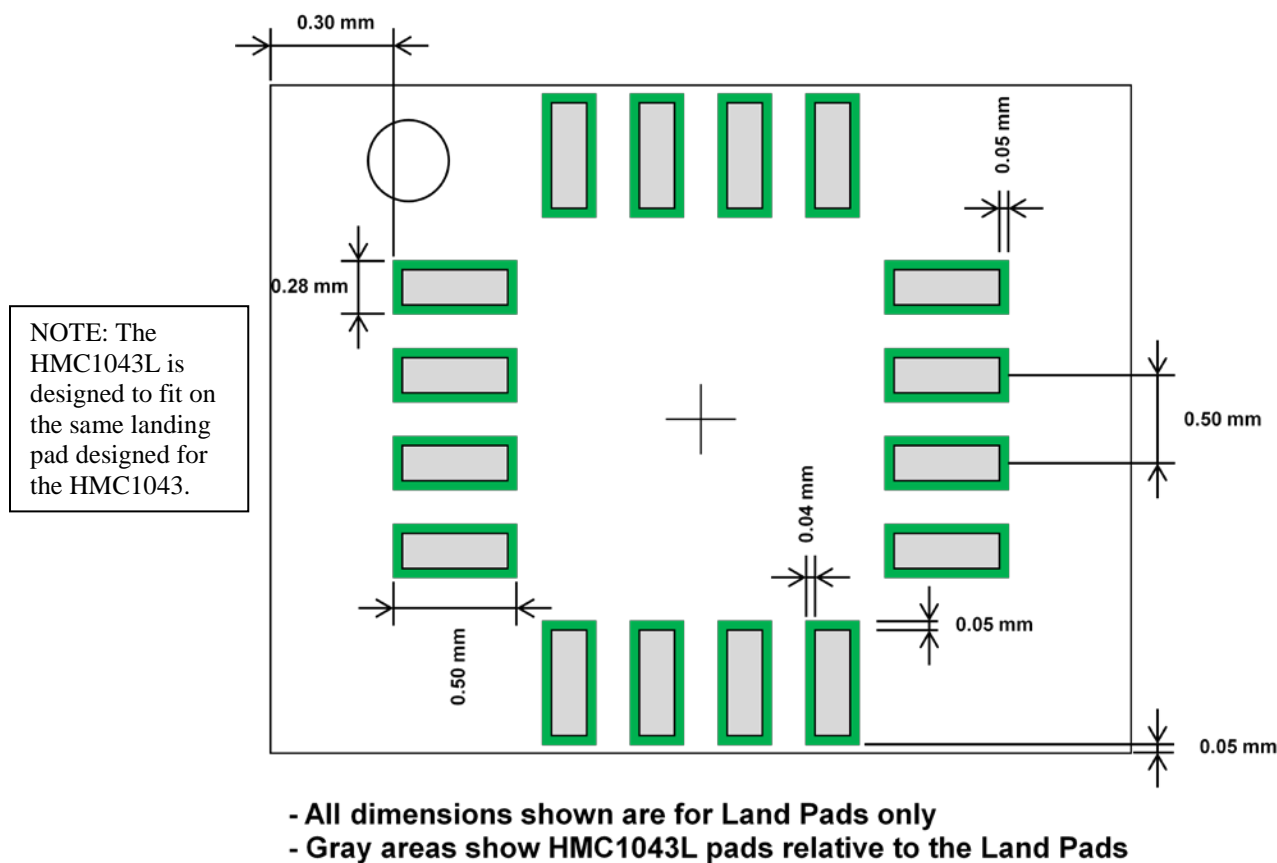 0.30 mm
0.05 mm
0.28 mm
NOTE: The
HMC1043L is
designed to fit on
the same landing
pad designed for
the HMC1043.
0.50 mm
0.04 mm
0.50 mm
0.05 mm
0.05 mm
- All dimensions shown are for Land Pads only
- Gray areas show HMC1043L pads relative to the Land Pads